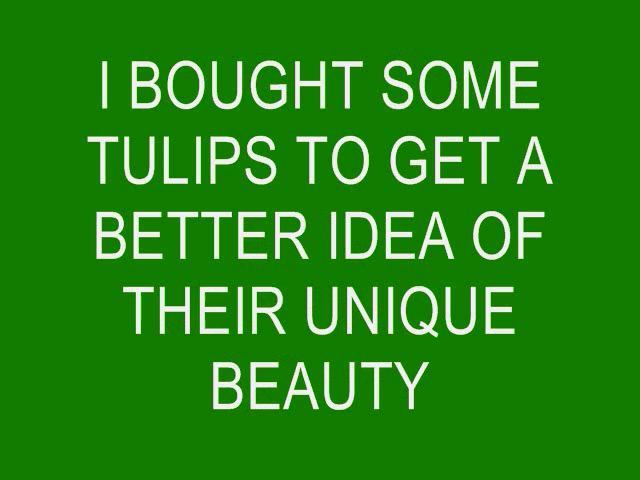 I BOUGHT SOME
TULIPS TO GET A
BETTER IDEA OF
THEIR UNIQUE
BEAUTY